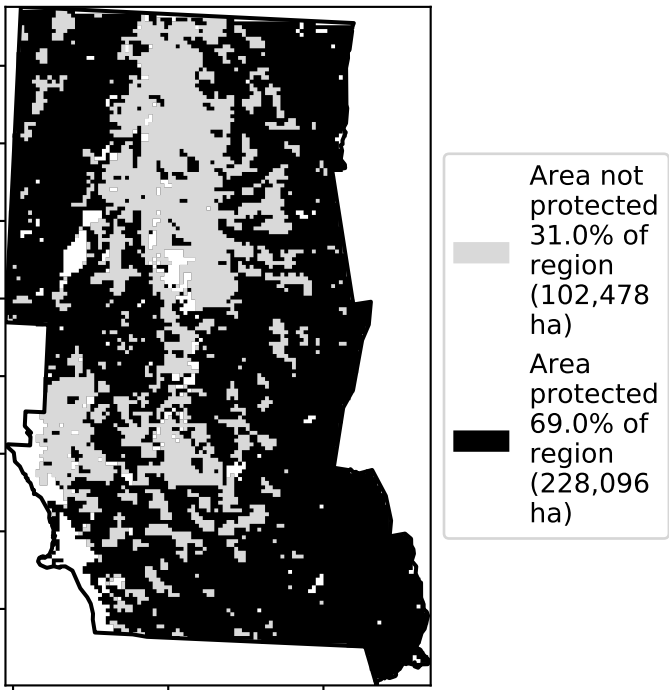 Area not
protected
31.0% of
region
(102,478
ha)
Area
protected
69.0% of
region
(228,096
ha)